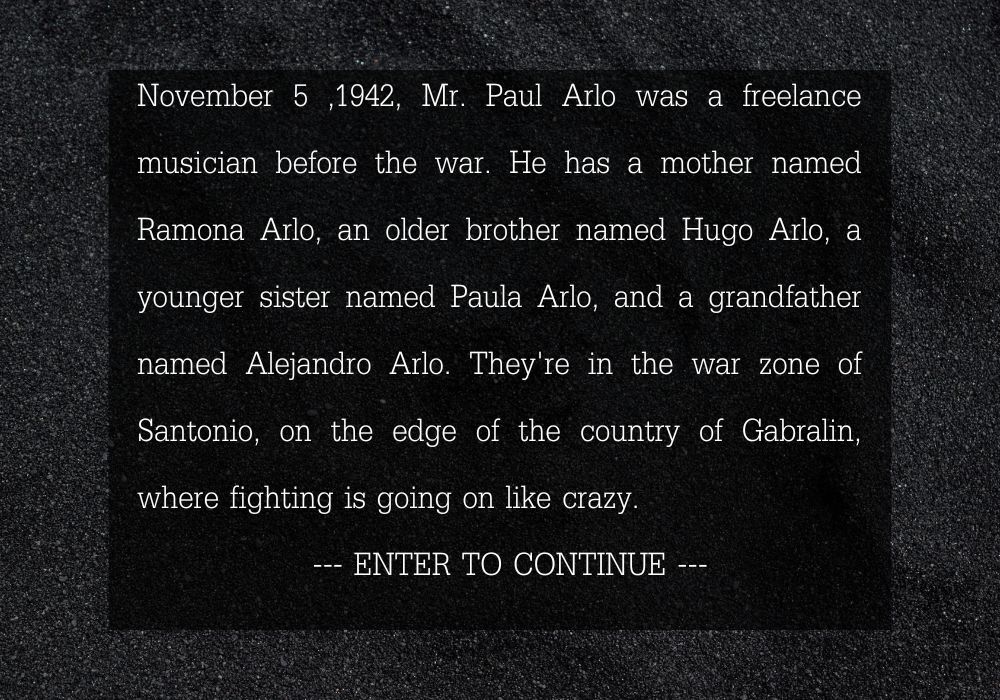 November 5 ,1942, Mr. Paul Arlo was a freelance
musician before the war. He has a mother named
Ramona Arlo, an older brother named Hugo Arlo, a
younger sister named Paula Arlo, and a grandfather
named Alejandro Arlo. They're in the war zone of
Santonio, on the edge of the country of Gabralin,
where fighting is going on like crazy.
--- ENTER TO CONTINUE ---